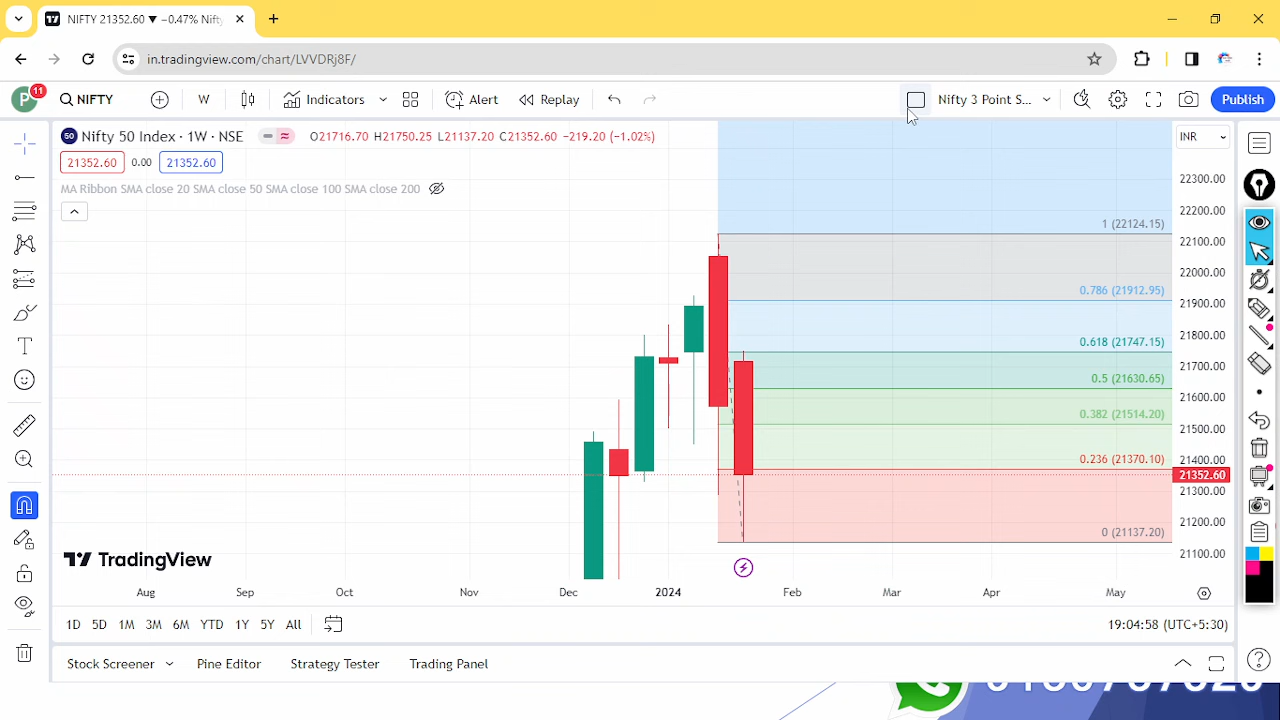 NIFTY 21352.60 ▼ −0.47% Nifty
in.tradingview.com/chart/LVVDRj8F/
P 11 NIFTY W Indicators Alert Replay Nifty 3 Point S... Publish
50 Nifty 50 Index · 1W · NSE O21716.70 H21750.25 L21137.20 C21352.60 −219.20 (−1.02%) INR
21352.60 0.00 21352.60
MA Ribbon SMA close 20 SMA close 50 SMA close 100 SMA close 200
22300.00
22200.00
1 (22124.15)
22100.00
22000.00
0.786 (21912.95)
21900.00
21800.00
0.618 (21747.15)
21700.00
0.5 (21630.65)
21600.00
0.382 (21514.20)
21500.00
0.236 (21370.10)
21400.00
21352.60
21300.00
21200.00
0 (21137.20)
21100.00
TradingView
Aug Sep Oct Nov Dec 2024 Feb Mar Apr May
1D 5D 1M 3M 6M YTD 1Y 5Y All 19:04:58 (UTC+5:30)
Stock Screener Pine Editor Strategy Tester Trading Panel